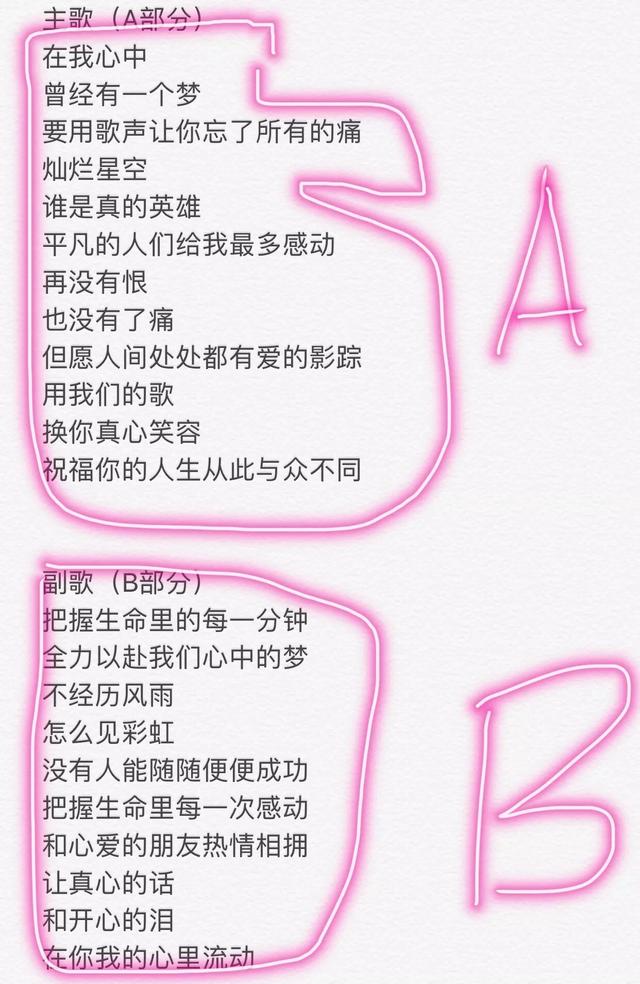 主歌（A部分）
在我心中
曾经有一个梦
要用歌声让你忘了所有的痛
灿烂星空
谁是真的英雄
平凡的人们给我最多感动
再没有恨
也没有了痛
但愿人间处处都有爱的影踪
用我们的歌
换你真心笑容
祝福你的人生从此与众不同
A
副歌（B部分）
把握生命里的每一分钟
全力以赴我们心中的梦
不经历风雨
怎么见彩虹
没有人能随随便便成功
把握生命里每一次感动
和心爱的朋友热情相拥
让真心的话
和开心的泪
在你我的心里流动
B